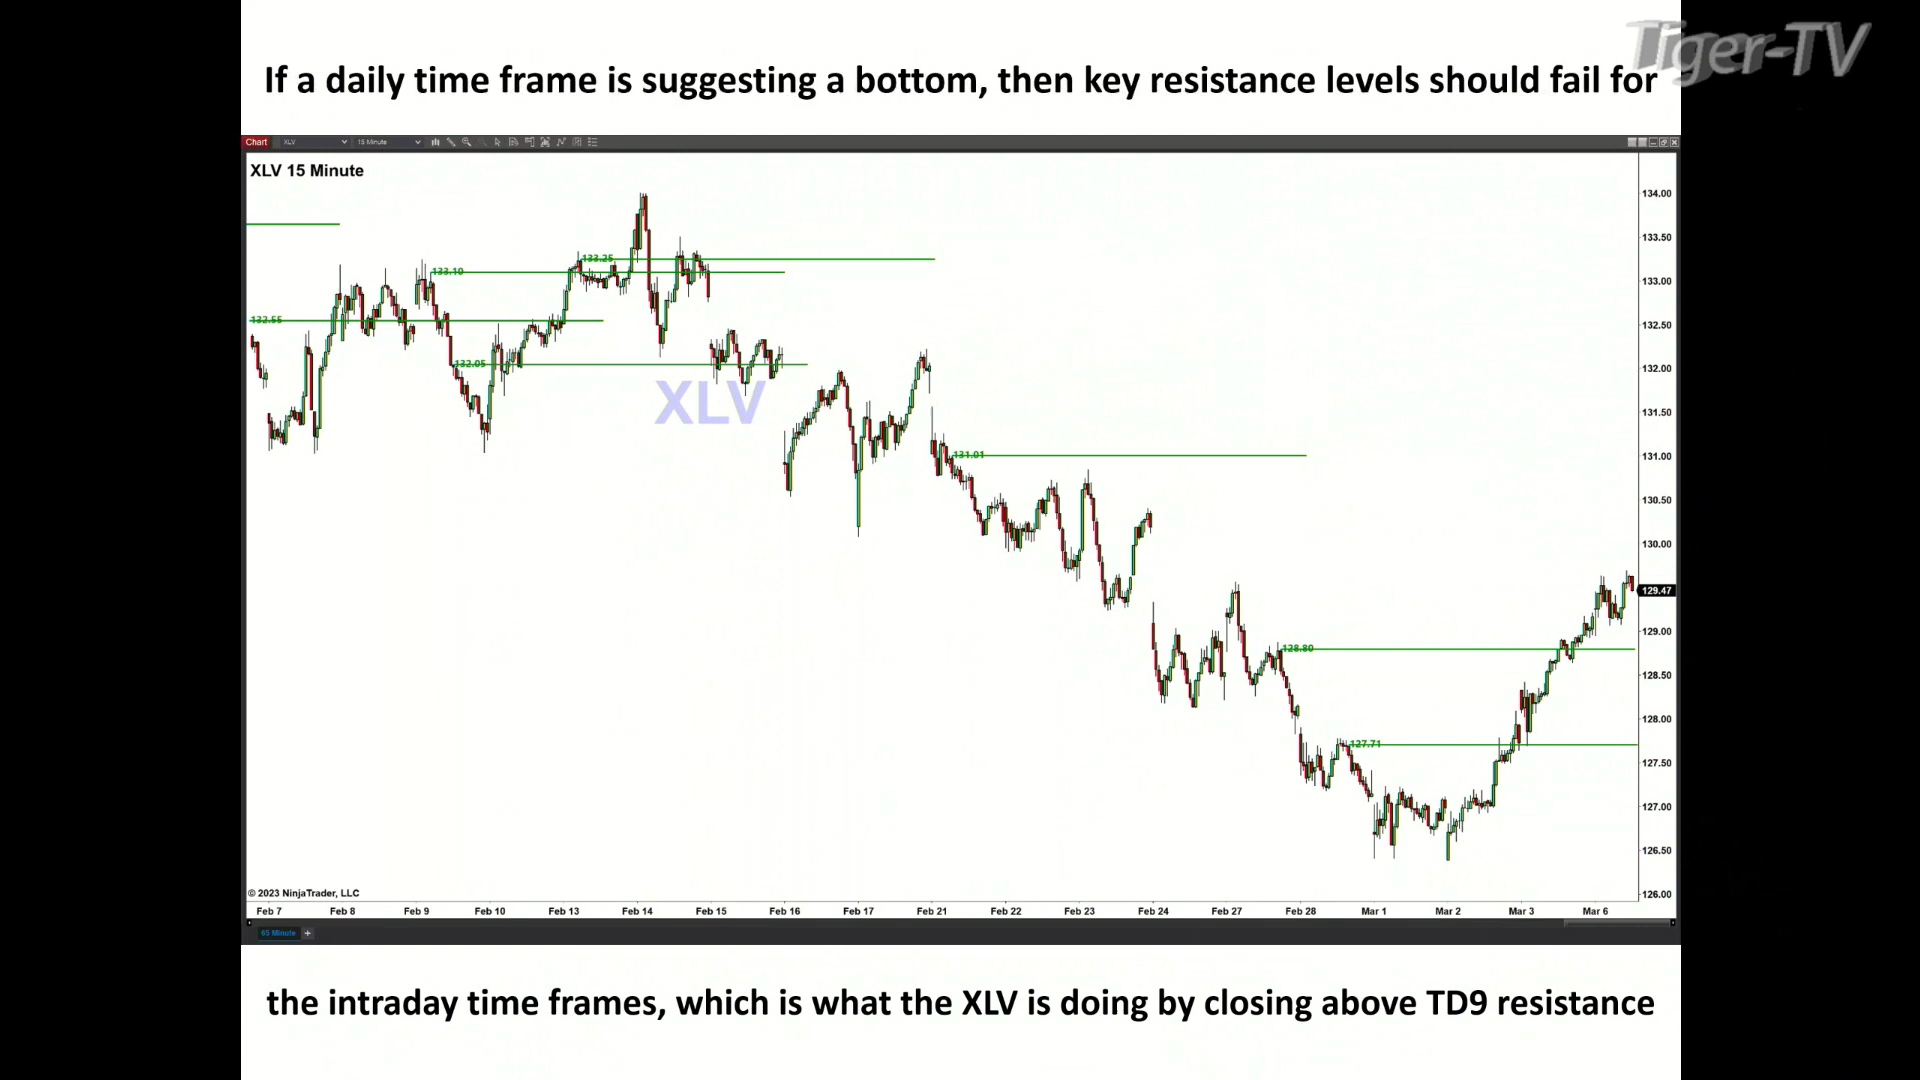 Tiger-TV
If a daily time frame is suggesting a bottom, then key resistance levels should fail for
Chart XLV 15 Minute
XLV 15 Minute
134.00
133.50
133.00
132.50
132.00
131.50
131.00
130.50
130.00
129.47
129.00
128.50
128.00
127.50
127.00
126.50
126.00
133.25
133.10
132.55
132.05
XLV
131.01
128.80
127.71
© 2023 NinjaTrader, LLC
Feb 7 Feb 8 Feb 9 Feb 10 Feb 13 Feb 14 Feb 15 Feb 16 Feb 17 Feb 21 Feb 22 Feb 23 Feb 24 Feb 27 Feb 28 Mar 1 Mar 2 Mar 3 Mar 6
65 Minute +
the intraday time frames, which is what the XLV is doing by closing above TD9 resistance